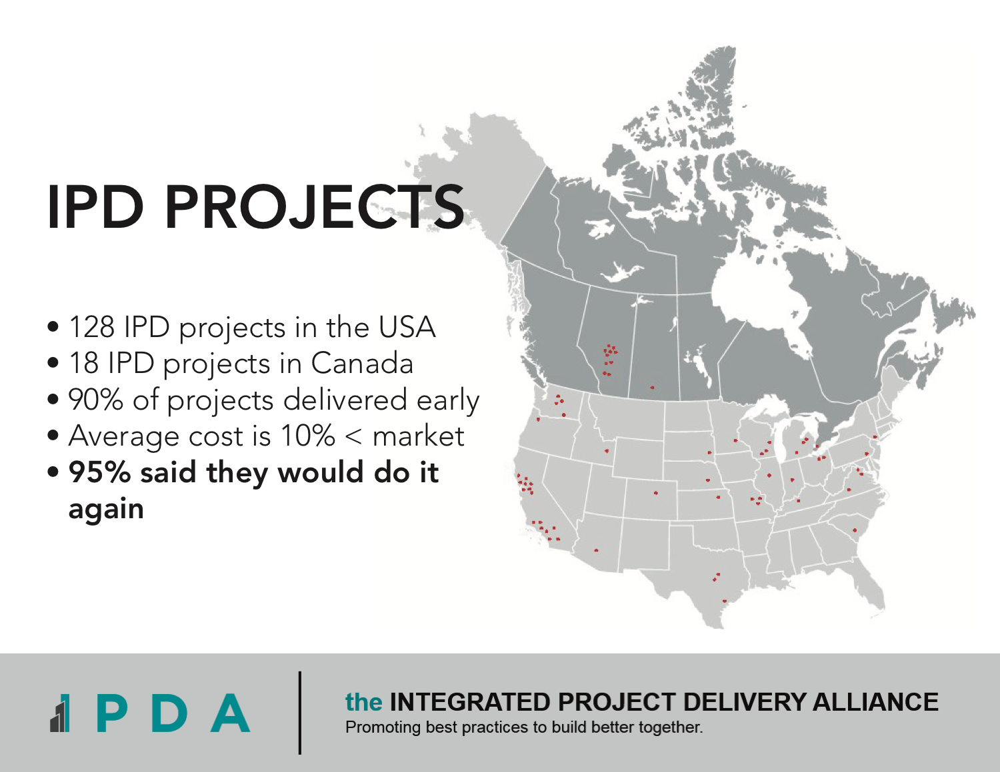 IPD PROJECTS
• 128 IPD projects in the USA
• 18 IPD projects in Canada
• 90% of projects delivered early
• Average cost is 10% < market
• 95% said they would do it
again
IPDA
the INTEGRATED PROJECT DELIVERY ALLIANCE
Promoting best practices to build better together.